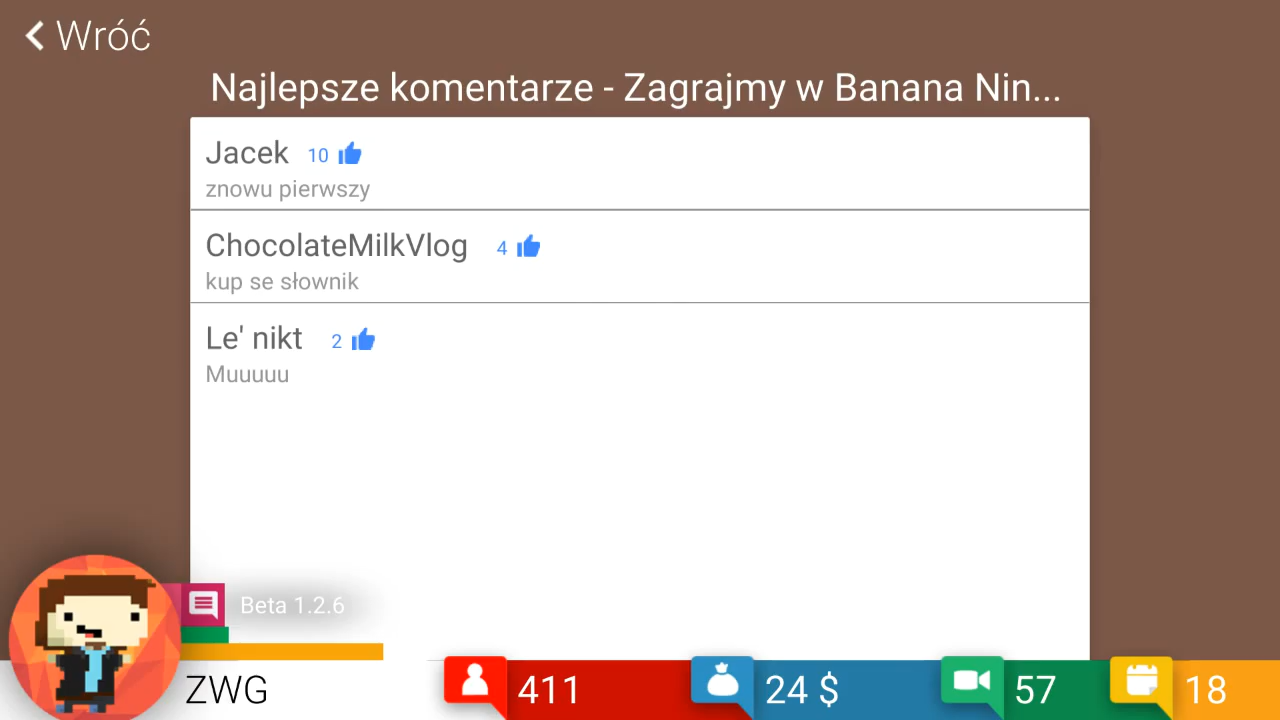 Wróć
Najlepsze komentarze - Zagrajmy w Banana Nin...
Jacek 10
znowu pierwszy
ChocolateMilkVlog 4
kup se słownik
Le' nikt 2
Muuuuu
Beta 1.2.6
ZWG 411 24 $ 57 18